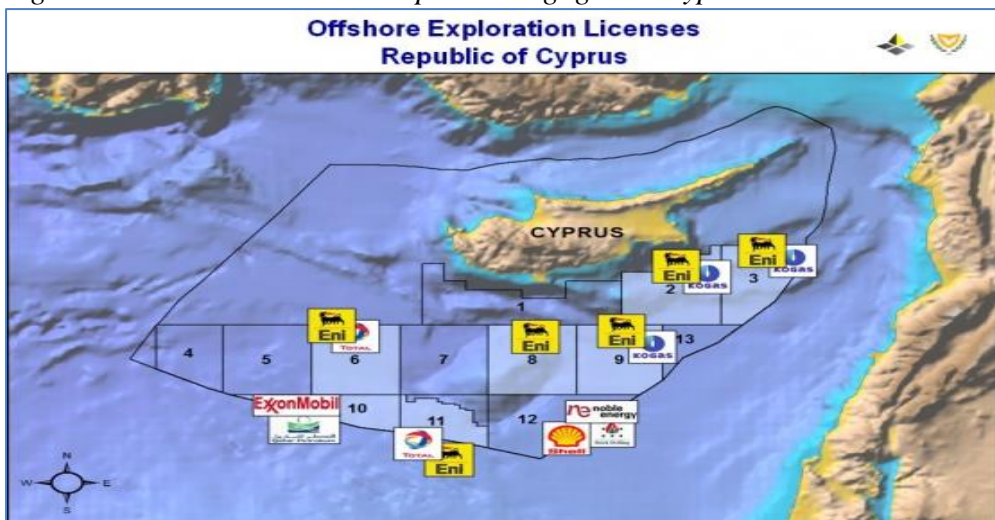 Offshore Exploration Licenses
Republic of Cyprus
CYPRUS
Eni
KOGAS
2
Eni
KOGAS
3
1
4
5
Eni
TOTAL
6
7
Eni
8
Eni
KOGAS
9
13
ExxonMobil
10
11
TOTAL
Eni
12
ne noble
energy
Shell
N
W
E
S